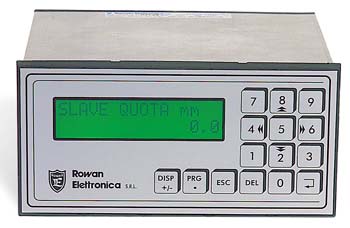 SLAVE QUOTA mm
0.0
7 8 9
4 5 6
1 2 3
Rowan
Elettronica S.R.L.
DISP
+/-
PRG
•
ESC
DEL
0